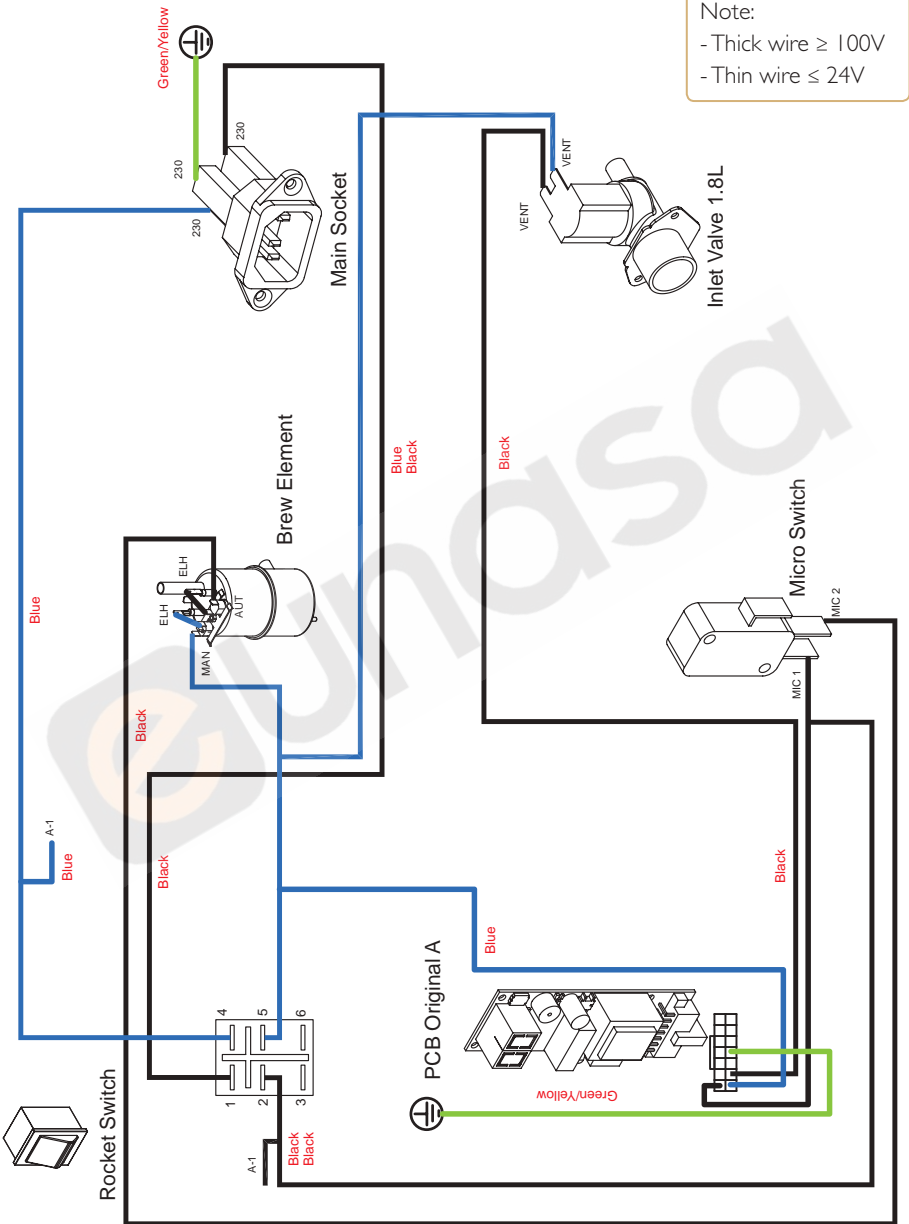 Note:
- Thick wire ≥ 100V
- Thin wire ≤ 24V
Green/Yellow
230
230
230
Main Socket
VENT
VENT
Inlet Valve 1.8L
Blue
Blue
Black
Black
ELH
ELH
AUT
MAN
Brew Element
Black
Micro Switch
MIC 1
MIC 2
A-1
Blue
Black
Black
Blue
PCB Original A
Green/Yellow
4
5
6
1
2
3
Rocket Switch
A-1
Black
Black
eunasa